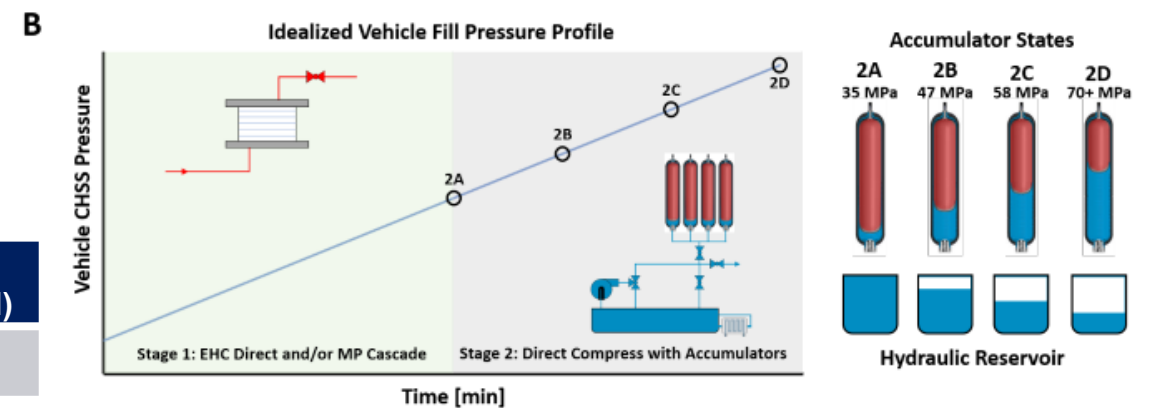 B
Idealized Vehicle Fill Pressure Profile
Vehicle CHSS Pressure
2A
2B
2C
2D
Stage 1: EHC Direct and/or MP Cascade
Stage 2: Direct Compress with Accumulators
Time [min]
)
Accumulator States
2A
35 MPa
2B
47 MPa
2C
58 MPa
2D
70+ MPa
Hydraulic Reservoir